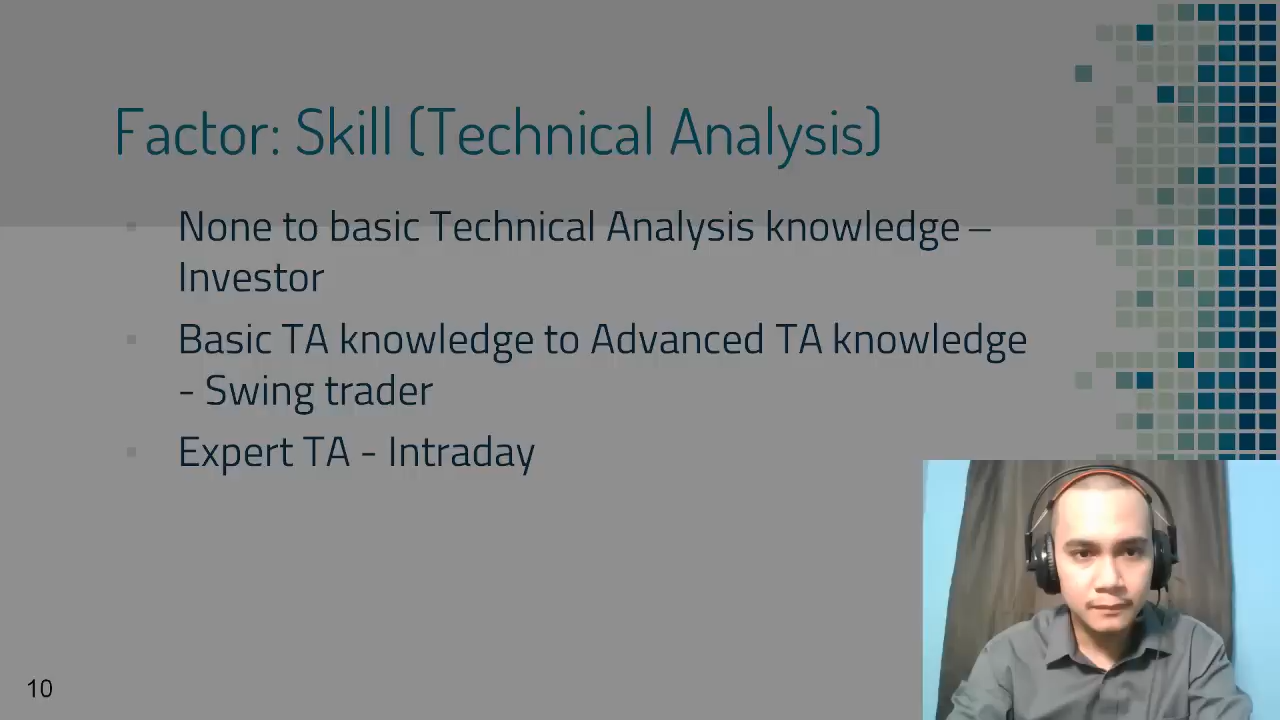 Factor: Skill (Technical Analysis)
None to basic Technical Analysis knowledge –
Investor
Basic TA knowledge to Advanced TA knowledge
- Swing trader
Expert TA - Intraday
10